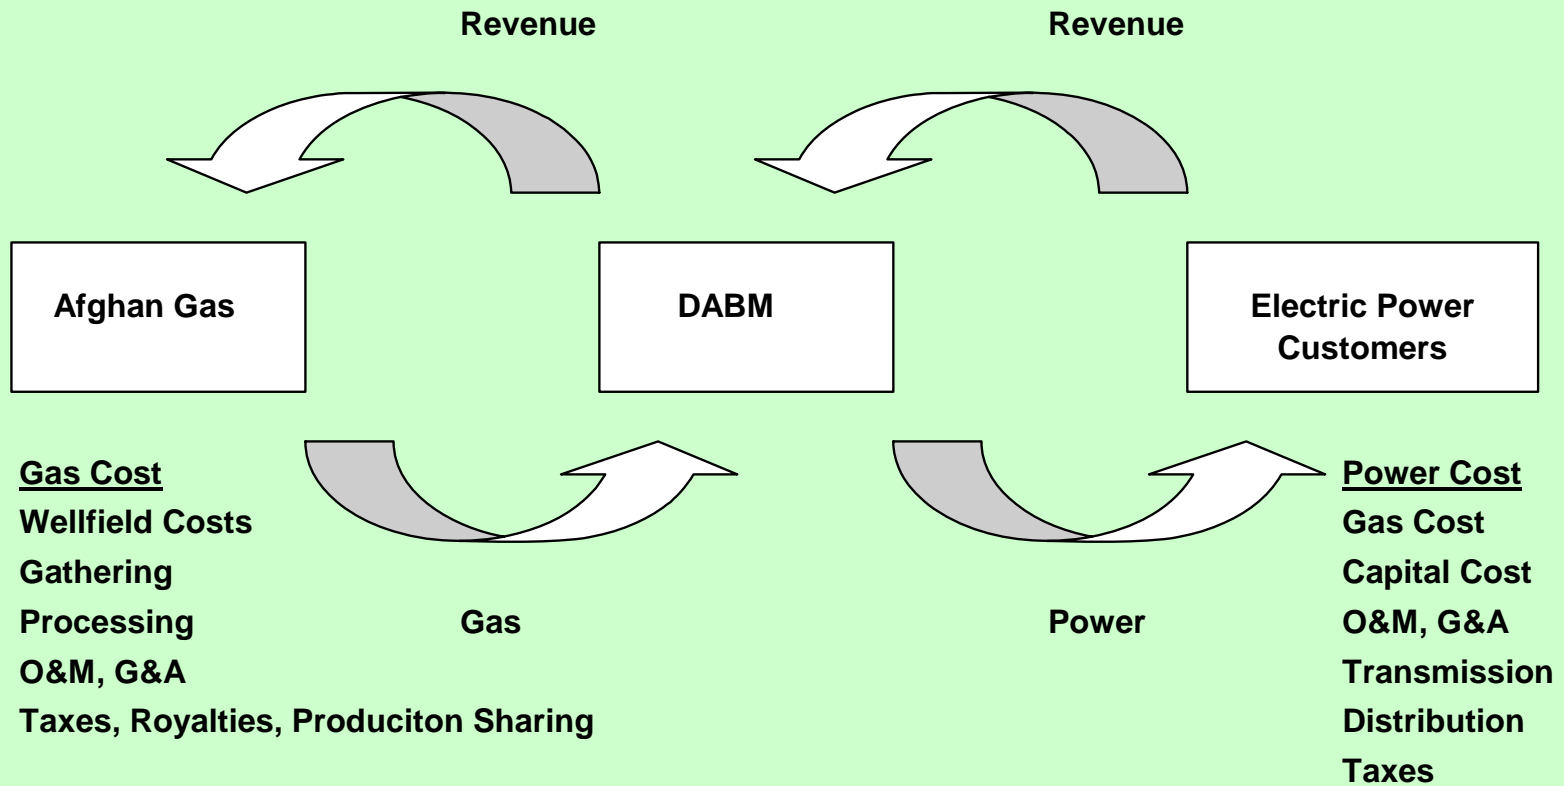 Revenue
Revenue
Afghan Gas
DABM
Electric Power
Customers
Gas Cost
Wellfield Costs
Gathering
Processing
O&M, G&A
Taxes, Royalties, Produciton Sharing
Gas
Power
Power Cost
Gas Cost
Capital Cost
O&M, G&A
Transmission
Distribution
Taxes